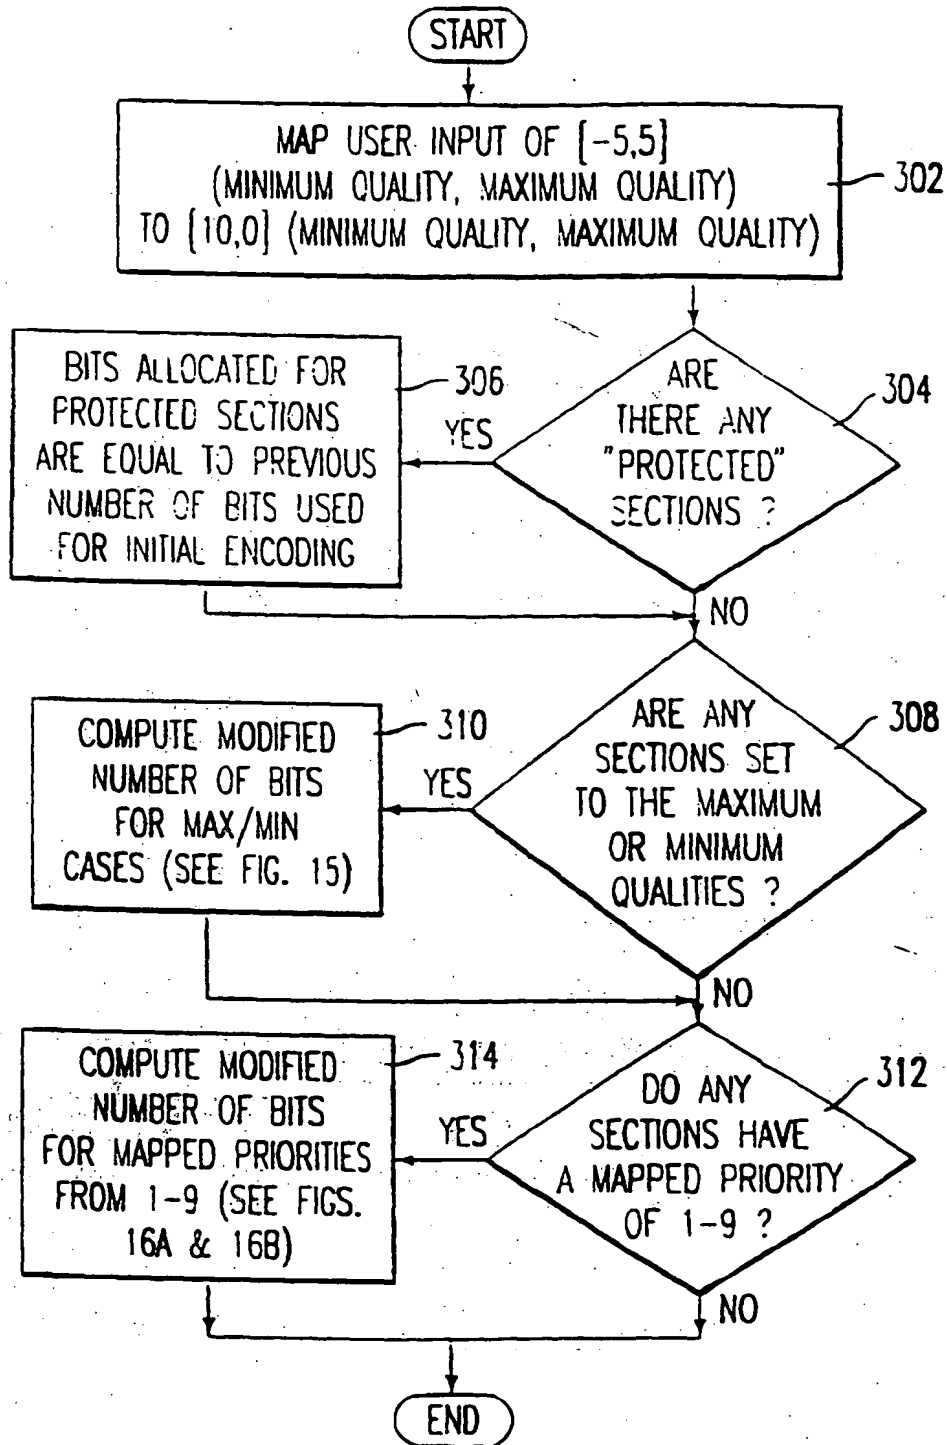 START
MAP USER INPUT OF [-5,5]
(MINIMUM QUALITY, MAXIMUM QUALITY)
TO [10,0] (MINIMUM QUALITY, MAXIMUM QUALITY)
302
ARE
THERE ANY
"PROTECTED"
SECTIONS ?
304
YES
NO
BITS ALLOCATED FOR
PROTECTED SECTIONS
ARE EQUAL TO PREVIOUS
NUMBER OF BITS USED
FOR INITIAL ENCODING
306
ARE ANY
SECTIONS SET
TO THE MAXIMUM
OR MINIMUM
QUALITIES ?
308
YES
NO
COMPUTE MODIFIED
NUMBER OF BITS
FOR MAX/MIN
CASES (SEE FIG. 15)
310
DO ANY
SECTIONS HAVE
A MAPPED PRIORITY
OF 1-9 ?
312
YES
NO
COMPUTE MODIFIED
NUMBER OF BITS
FOR MAPPED PRIORITIES
FROM 1-9 (SEE FIGS.
16A & 16B)
314
END